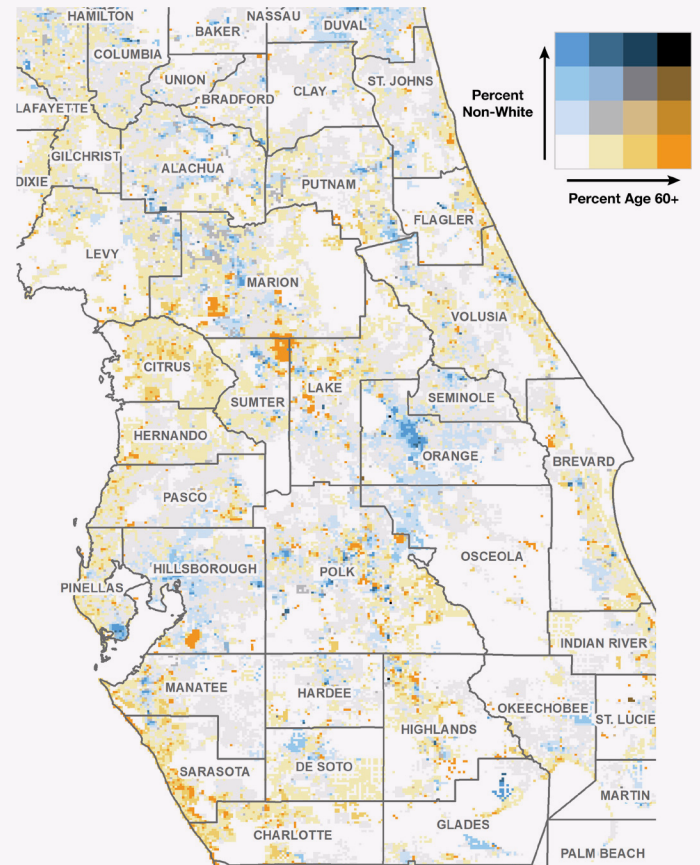 HAMILTON
NASSAU
BAKER
DUVAL
COLUMBIA
UNION
CLAY
ST. JOHNS
Percent
Non-White
BRADFORD
LAFAYETTE
GILCHRIST
ALACHUA
DIXIE
PUTNAM
Percent Age 60+
FLAGLER
LEVY
MARION
VOLUSIA
CITRUS
LAKE
SUMTER
SEMINOLE
HERNANDO
ORANGE
BREVARD
PASCO
OSCEOLA
HILLSBOROUGH
POLK
PINELLAS
INDIAN RIVER
MANATEE
HARDEE
OKEECHOBEE
ST. LUCIE
HIGHLANDS
DE SOTO
SARASOTA
MARTIN
GLADES
CHARLOTTE
PALM BEACH